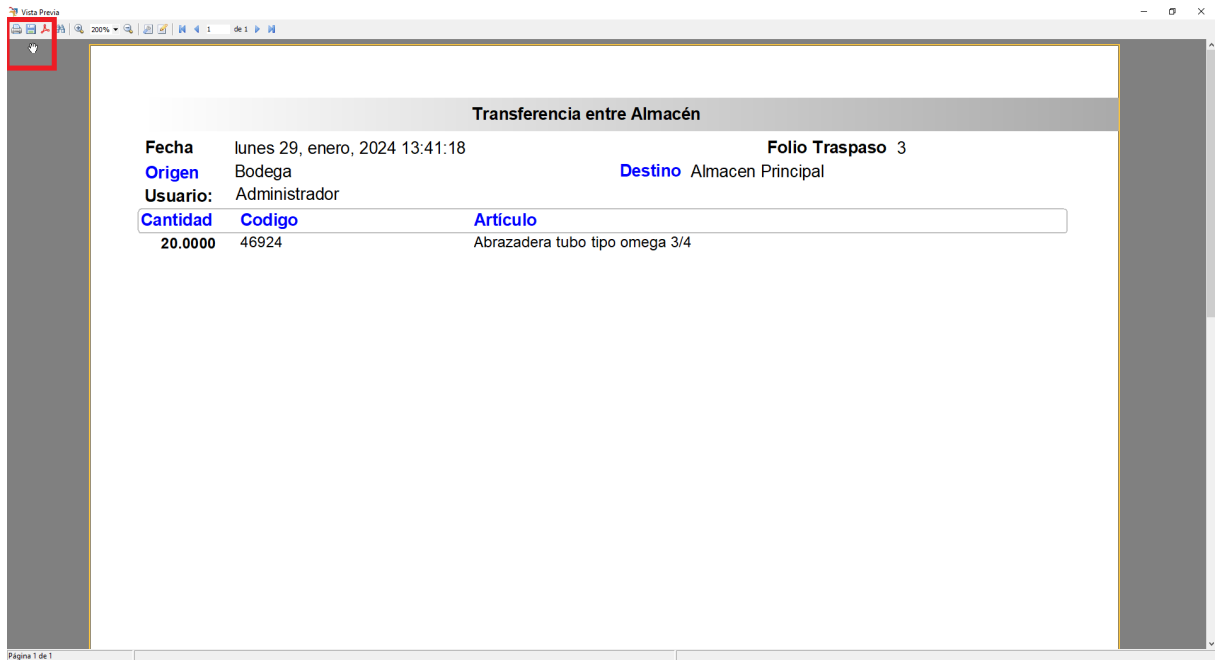 Vista Previa
200% 1 de 1
Transferencia entre Almacén
Fecha lunes 29, enero, 2024 13:41:18 Folio Traspaso 3
Origen Bodega Destino Almacen Principal
Usuario: Administrador
Cantidad Codigo Artículo
20.0000 46924 Abrazadera tubo tipo omega 3/4
Página 1 de 1